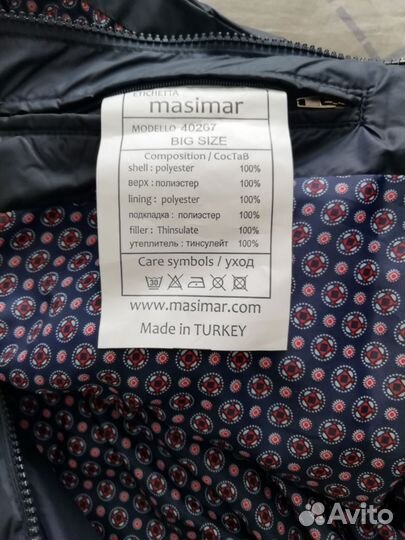 ETICHETTA
masimar
MODELLO 40267
BIG SIZE
Composition / СосТаВ
shell : polyester 100%
верх : полиэстер 100%
lining : polyester 100%
подкладка : полиэстер 100%
filler : Thinsulate 100%
утеплитель : тинсулейт 100%
Care symbols / уход
30
www.masimar.com
Made in TURKEY
Avito